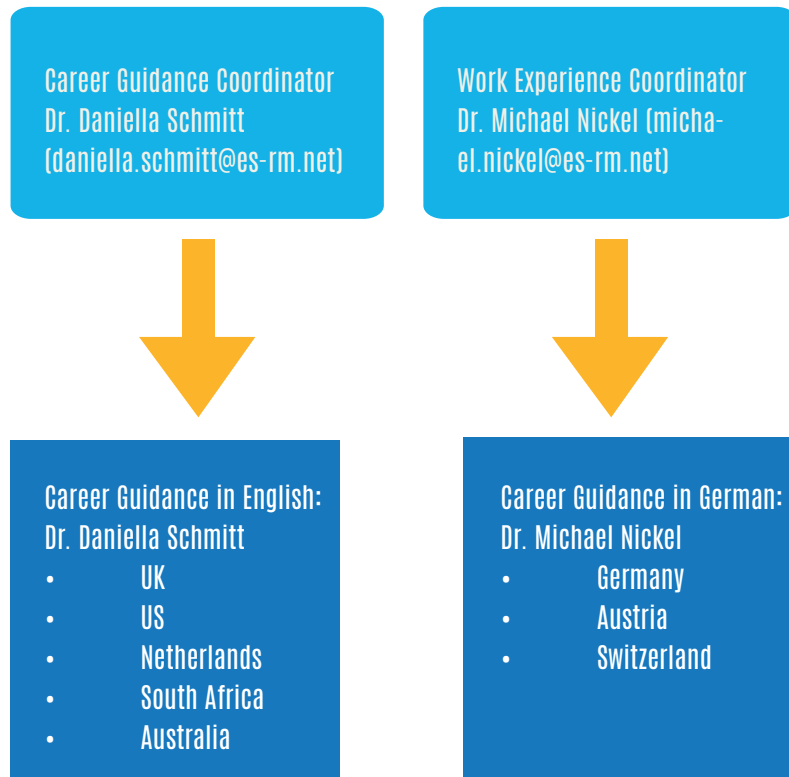 Career Guidance Coordinator
Dr. Daniella Schmitt
(daniella.schmitt@es-rm.net)
Work Experience Coordinator
Dr. Michael Nickel (micha-
el.nickel@es-rm.net)
Career Guidance in English:
Dr. Daniella Schmitt
• UK
• US
• Netherlands
• South Africa
• Australia
Career Guidance in German:
Dr. Michael Nickel
• Germany
• Austria
• Switzerland